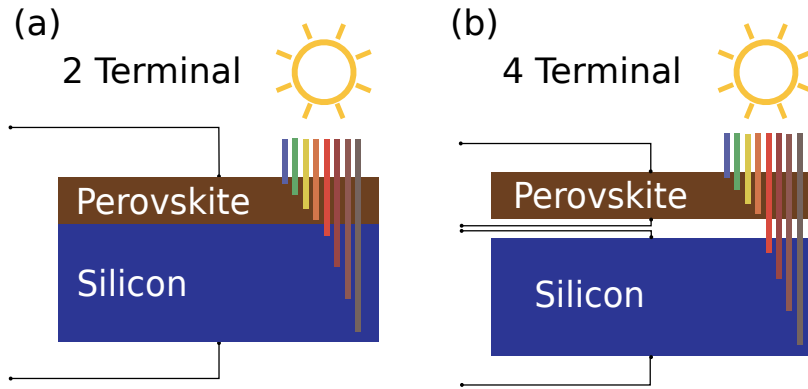 (a)
2 Terminal
Perovskite
Silicon
(b)
4 Terminal
Perovskite
Silicon